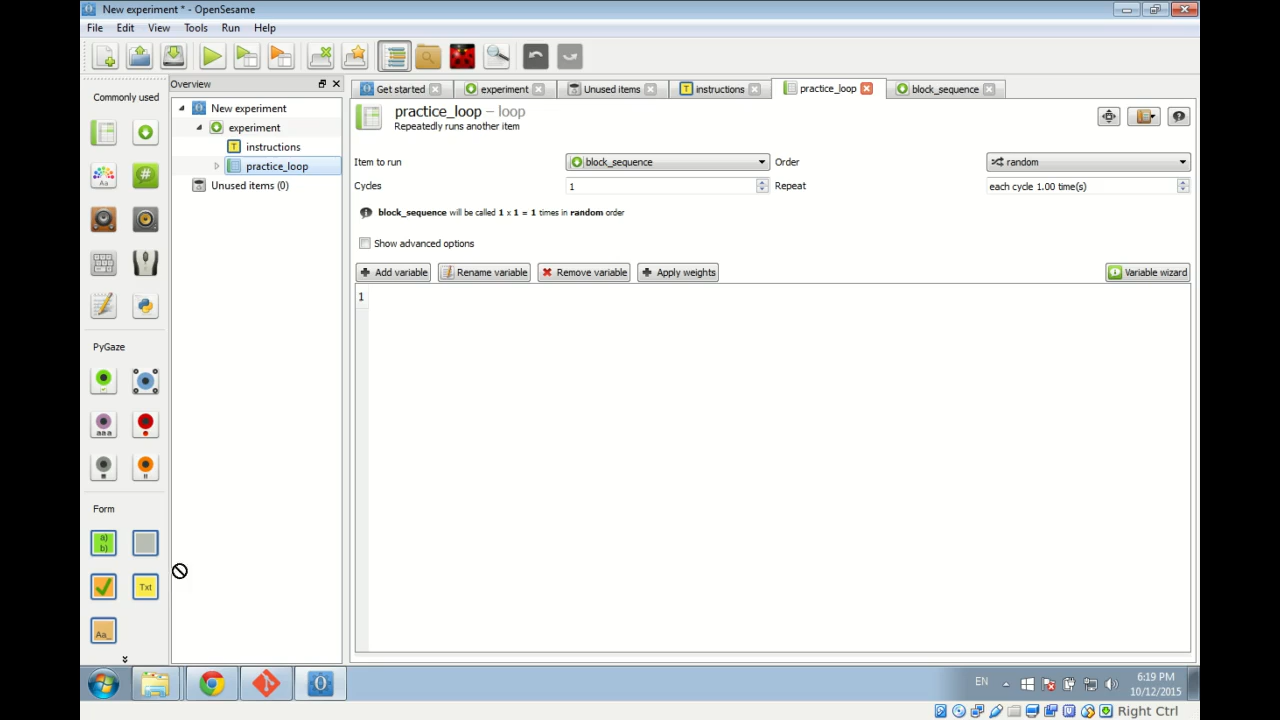 New experiment * - OpenSesame
File Edit View Tools Run Help
Commonly used
Aa
PyGaze
aaa
Form
a)
b)
Txt
Aa_
Overview
New experiment
experiment
instructions
practice_loop
Unused items (0)
Get started
experiment
Unused items
instructions
practice_loop
block_sequence
practice_loop – loop
Repeatedly runs another item
Item to run
block_sequence
Order
random
Cycles
1
Repeat
each cycle 1.00 time(s)
block_sequence will be called 1 x 1 = 1 times in random order
Show advanced options
Add variable
Rename variable
Remove variable
Apply weights
Variable wizard
1
EN
6:19 PM
10/12/2015
Right Ctrl